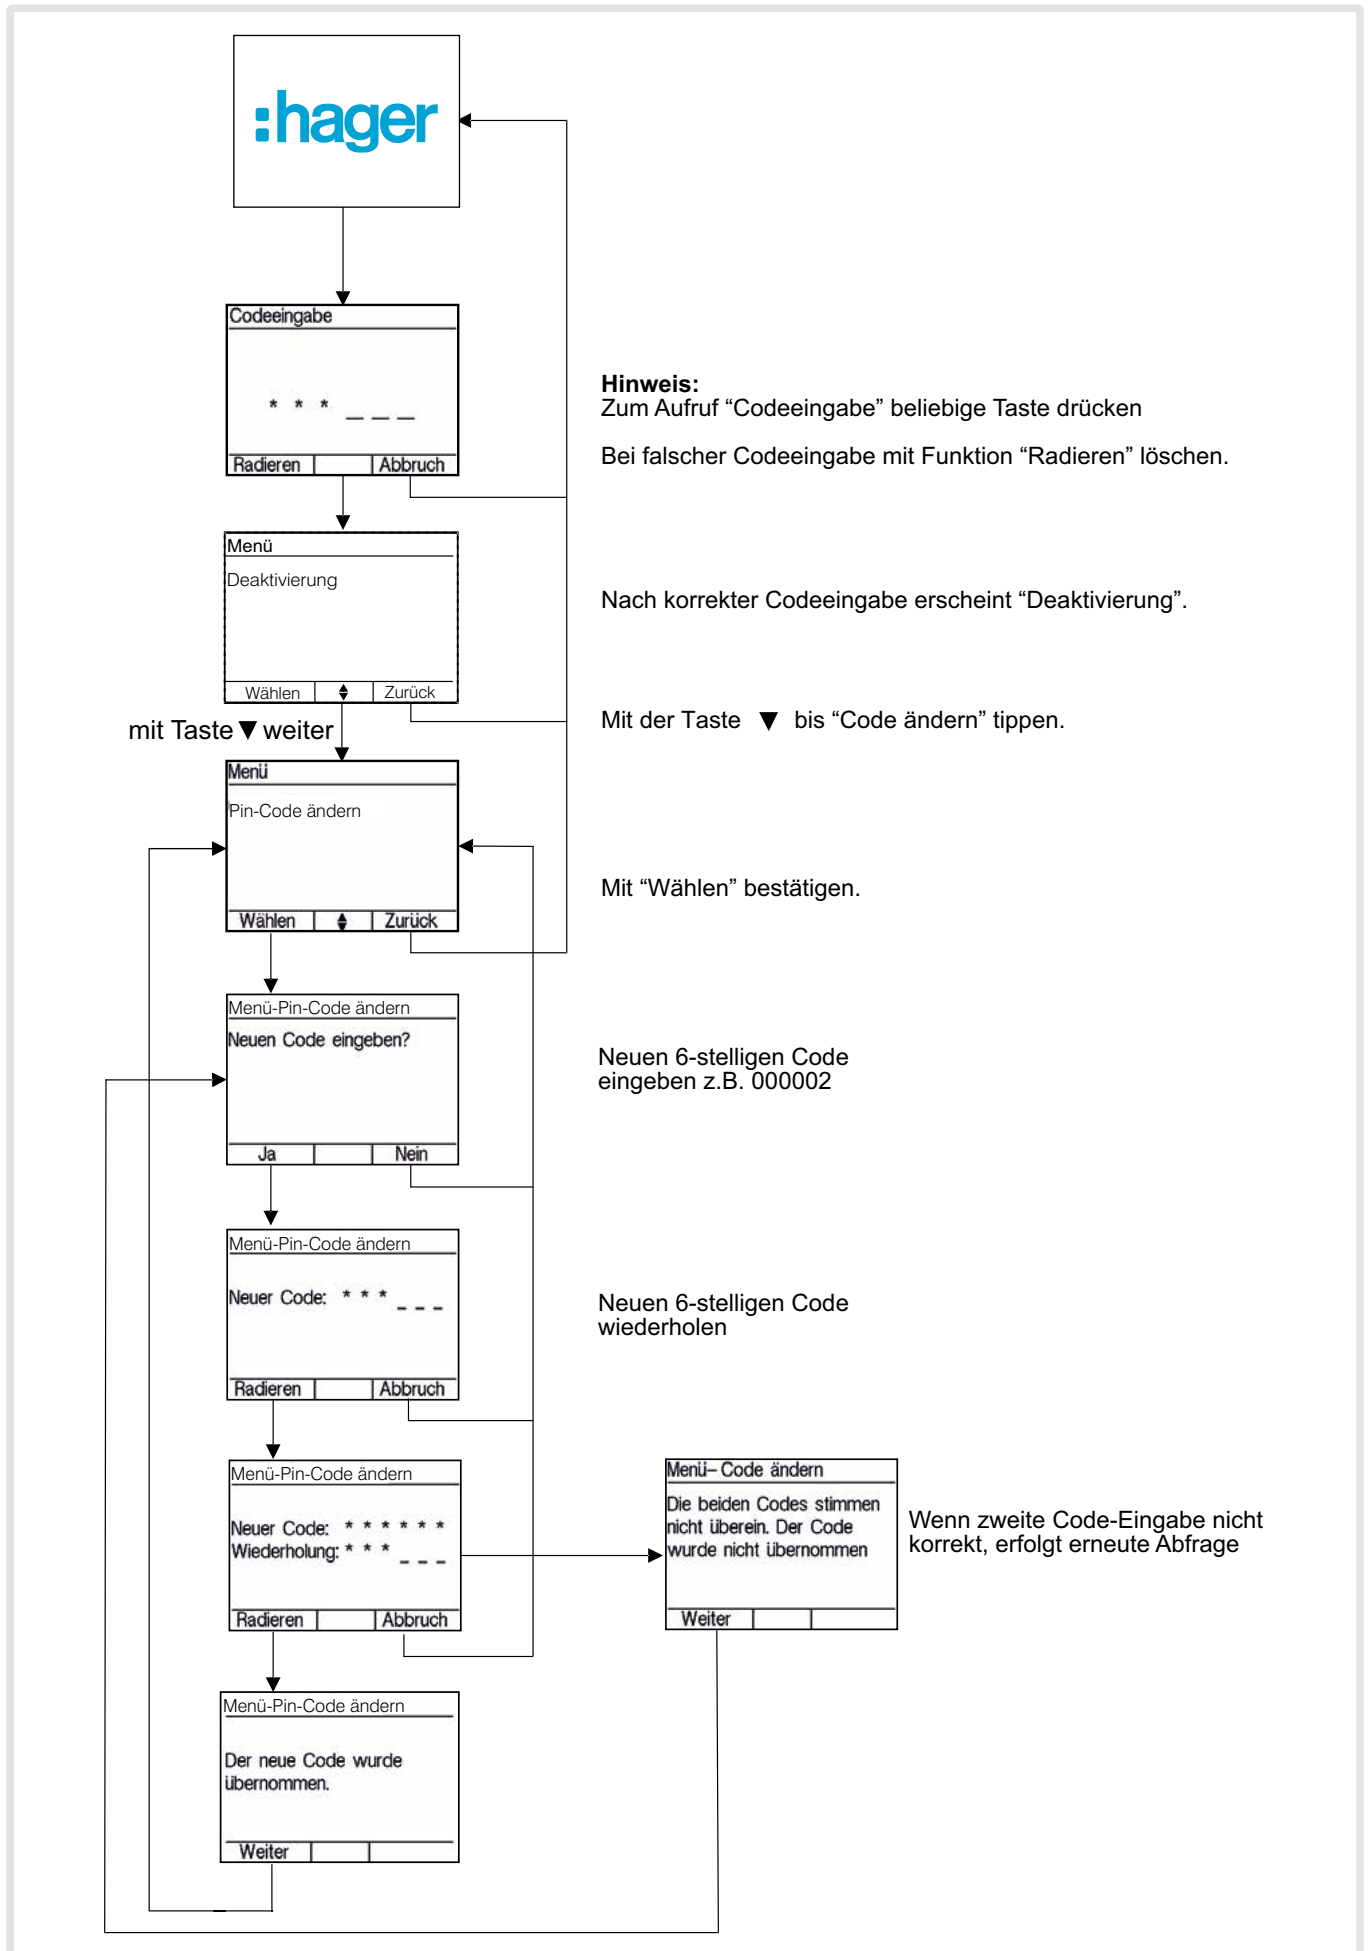 :hager
Codeeingabe
* * * _ _ _
Radieren Abbruch
Hinweis:
Zum Aufruf “Codeeingabe” beliebige Taste drücken
Bei falscher Codeeingabe mit Funktion “Radieren” löschen.
Menü
Deaktivierung
Wählen Zurück
Nach korrekter Codeeingabe erscheint “Deaktivierung”.
mit Taste ▼ weiter
Mit der Taste ▼ bis “Code ändern” tippen.
Menü
Pin-Code ändern
Wählen Zurück
Mit “Wählen” bestätigen.
Menü-Pin-Code ändern
Neuen Code eingeben?
Ja Nein
Neuen 6-stelligen Code
eingeben z.B. 000002
Menü-Pin-Code ändern
Neuer Code: * * * _ _ _
Radieren Abbruch
Neuen 6-stelligen Code
wiederholen
Menü-Pin-Code ändern
Neuer Code: * * * * * *
Wiederholung: * * * _ _ _
Radieren Abbruch
Menü– Code ändern
Die beiden Codes stimmen
nicht überein. Der Code
wurde nicht übernommen
Weiter
Wenn zweite Code-Eingabe nicht
korrekt, erfolgt erneute Abfrage
Menü-Pin-Code ändern
Der neue Code wurde
übernommen.
Weiter